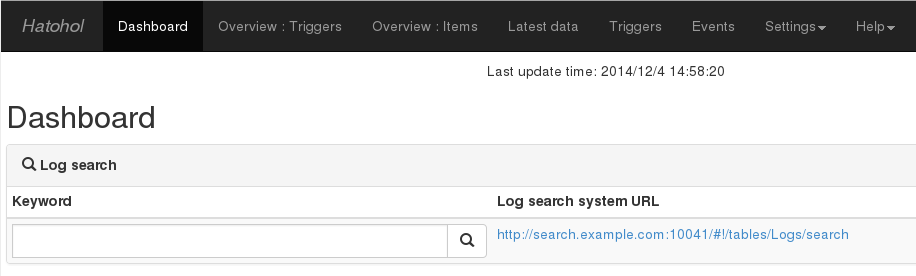 Hatohol Dashboard Overview : Triggers Overview : Items Latest data Triggers Events Settings Help
Last update time: 2014/12/4 14:58:20
Dashboard
Log search
Keyword Log search system URL
http://search.example.com:10041/#!/tables/Logs/search